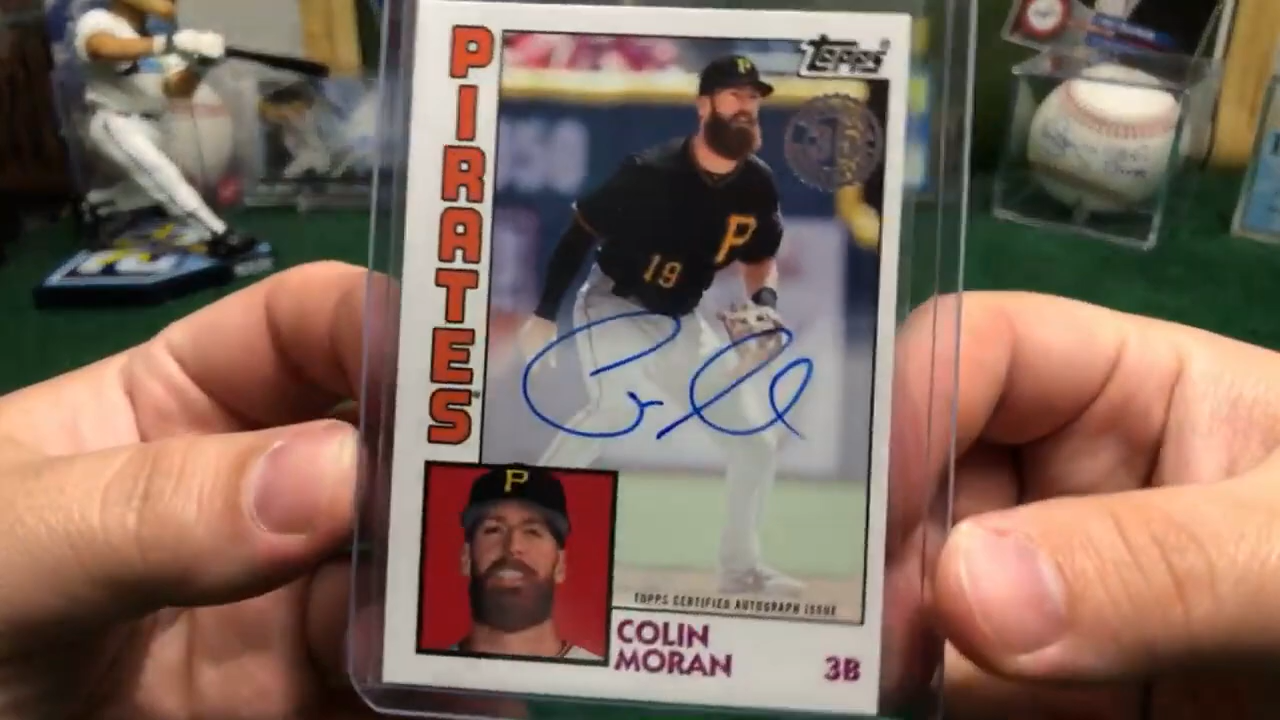 PIRATES
Topps
P
P
19
P
TOPPS CERTIFIED AUTOGRAPH ISSUE
COLIN
MORAN
3B